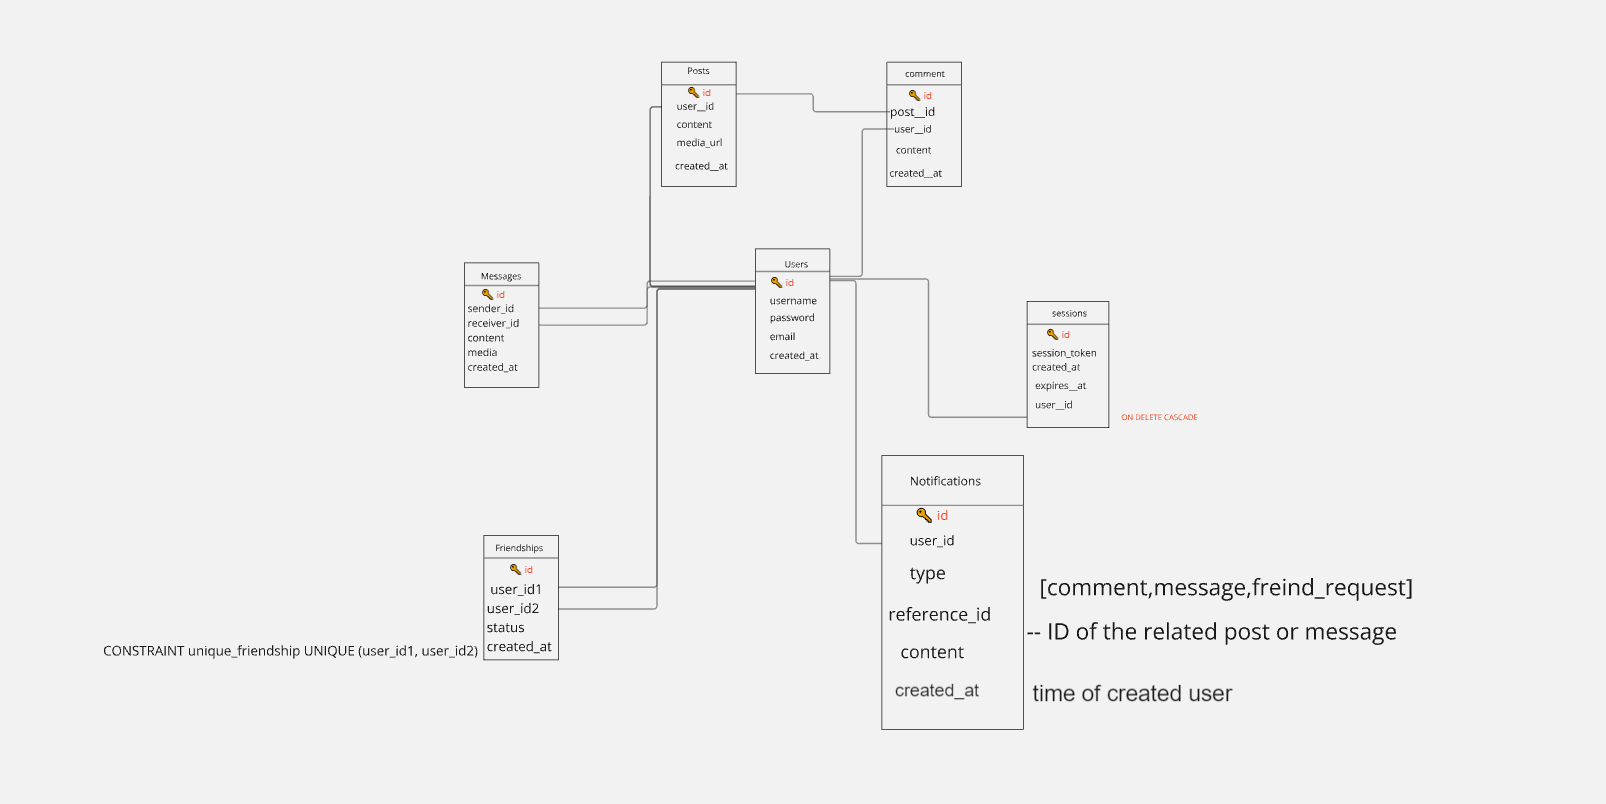 Posts
id
user__id
content
media_url
created__at
comment
id
post__id
user__id
content
created__at
Messages
id
sender_id
receiver_id
content
media
created_at
Users
id
username
password
email
created_at
sessions
id
session_token
created_at
expires__at
user__id
ON DELETE CASCADE
Friendships
id
user_id1
user_id2
status
created_at
CONSTRAINT unique_friendship UNIQUE (user_id1, user_id2)
Notifications
id
user_id
type
[comment,message,freind_request]
reference_id
-- ID of the related post or message
content
created_at
time of created user